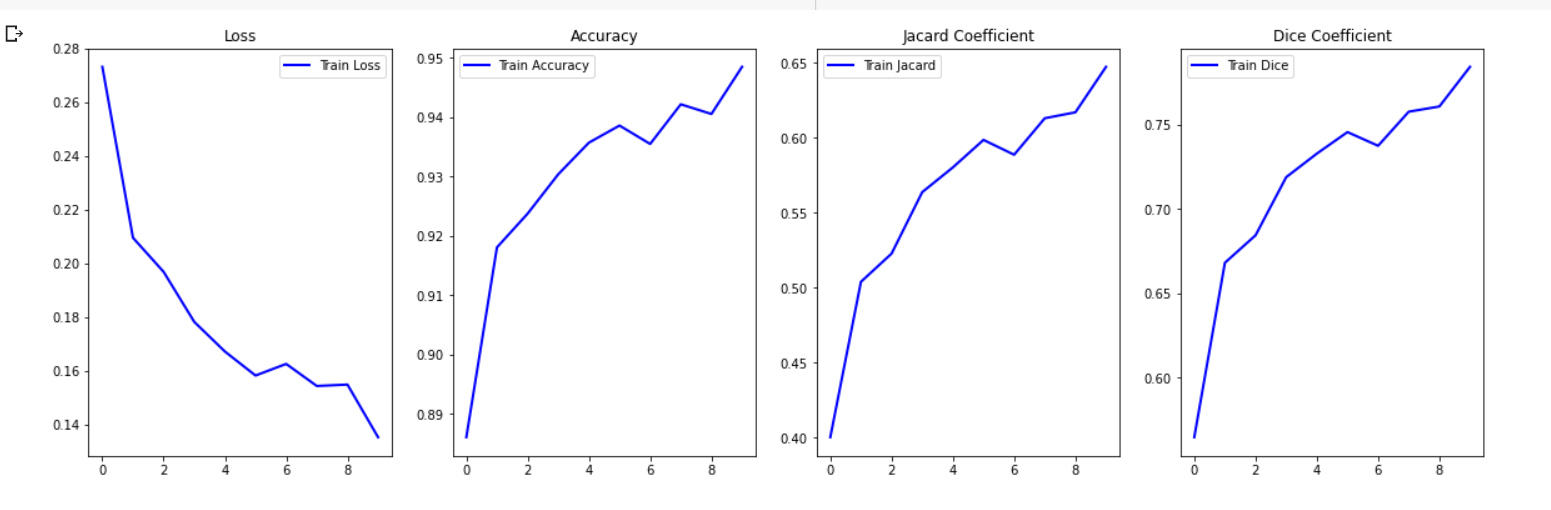 Loss
Train Loss
0.28
0.26
0.24
0.22
0.20
0.18
0.16
0.14
0 2 4 6 8
Accuracy
Train Accuracy
0.95
0.94
0.93
0.92
0.91
0.90
0.89
0 2 4 6 8
Jacard Coefficient
Train Jacard
0.65
0.60
0.55
0.50
0.45
0.40
0 2 4 6 8
Dice Coefficient
Train Dice
0.75
0.70
0.65
0.60
0 2 4 6 8